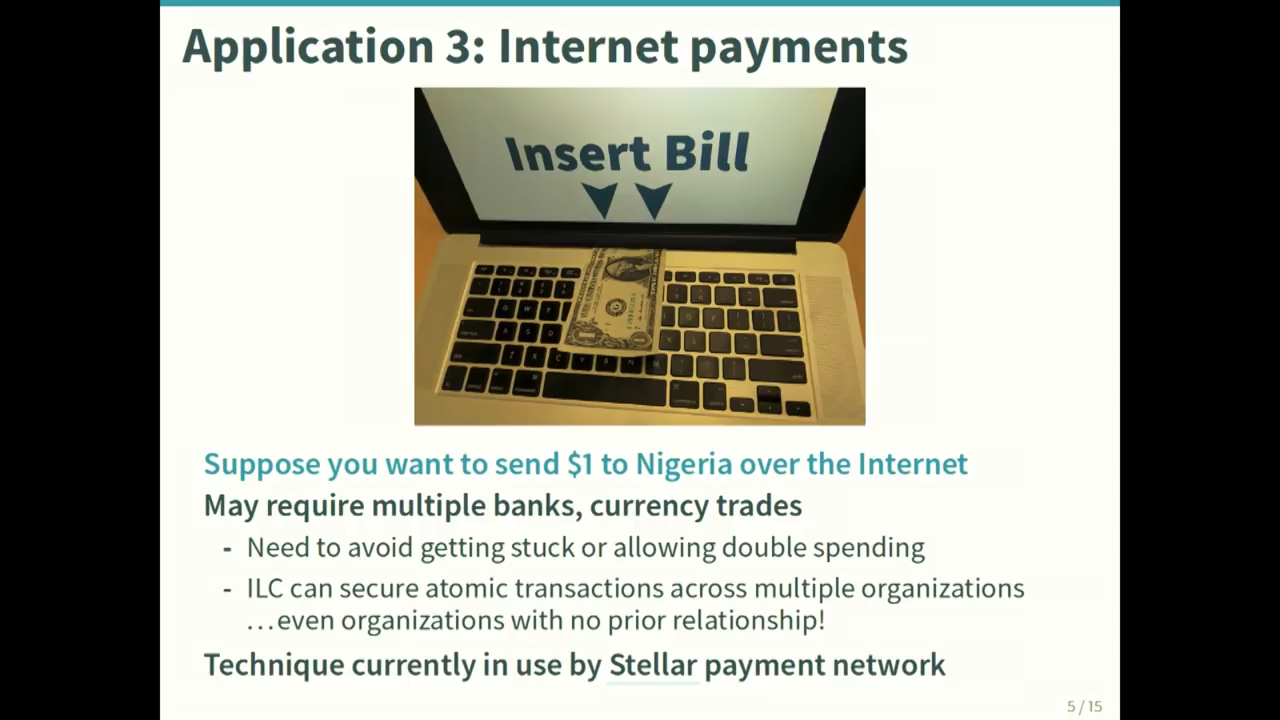 Application 3: Internet payments
Insert Bill
Suppose you want to send $1 to Nigeria over the Internet
May require multiple banks, currency trades
- Need to avoid getting stuck or allowing double spending
- ILC can secure atomic transactions across multiple organizations
…even organizations with no prior relationship!
Technique currently in use by Stellar payment network
5 / 15